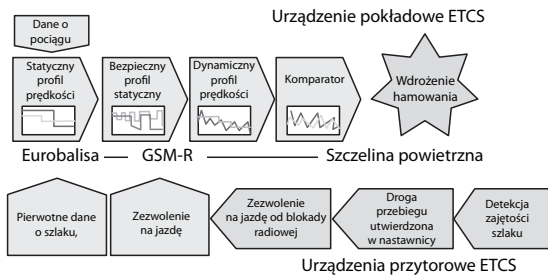 Urządzenie pokładowe ETCS
Dane o
pociągu
Statyczny
profil
prędkości
Bezpieczny
profil
statyczny
Dynamiczny
profil
prędkości
Komparator
Wdrożenie
hamowania
Eurobalisa — GSM-R — Szczelina powietrzna
Pierwotne dane
o szlaku,
Zezwolenie
na jazdę
Zezwolenie
na jazdę od blokady
radiowej
Droga
przebiegu
utwierdzona
w nastawnicy
Detekcja
zajętości
szlaku
Urządzenia przytorowe ETCS